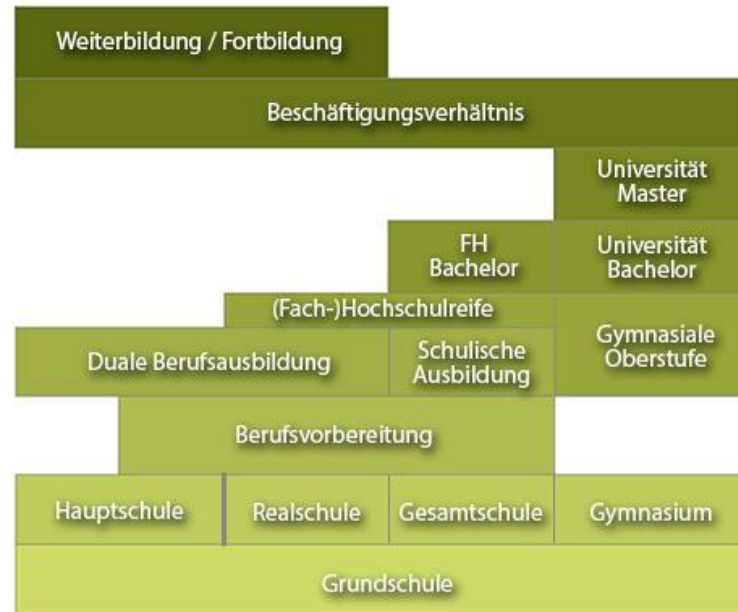 Weiterbildung / Fortbildung
Beschäftigungsverhältnis
Universität
Master
FH
Bachelor
Universität
Bachelor
(Fach-)Hochschulreife
Gymnasiale
Oberstufe
Duale Berufsausbildung
Schulische
Ausbildung
Berufsvorbereitung
Hauptschule
Realschule
Gesamtschule
Gymnasium
Grundschule